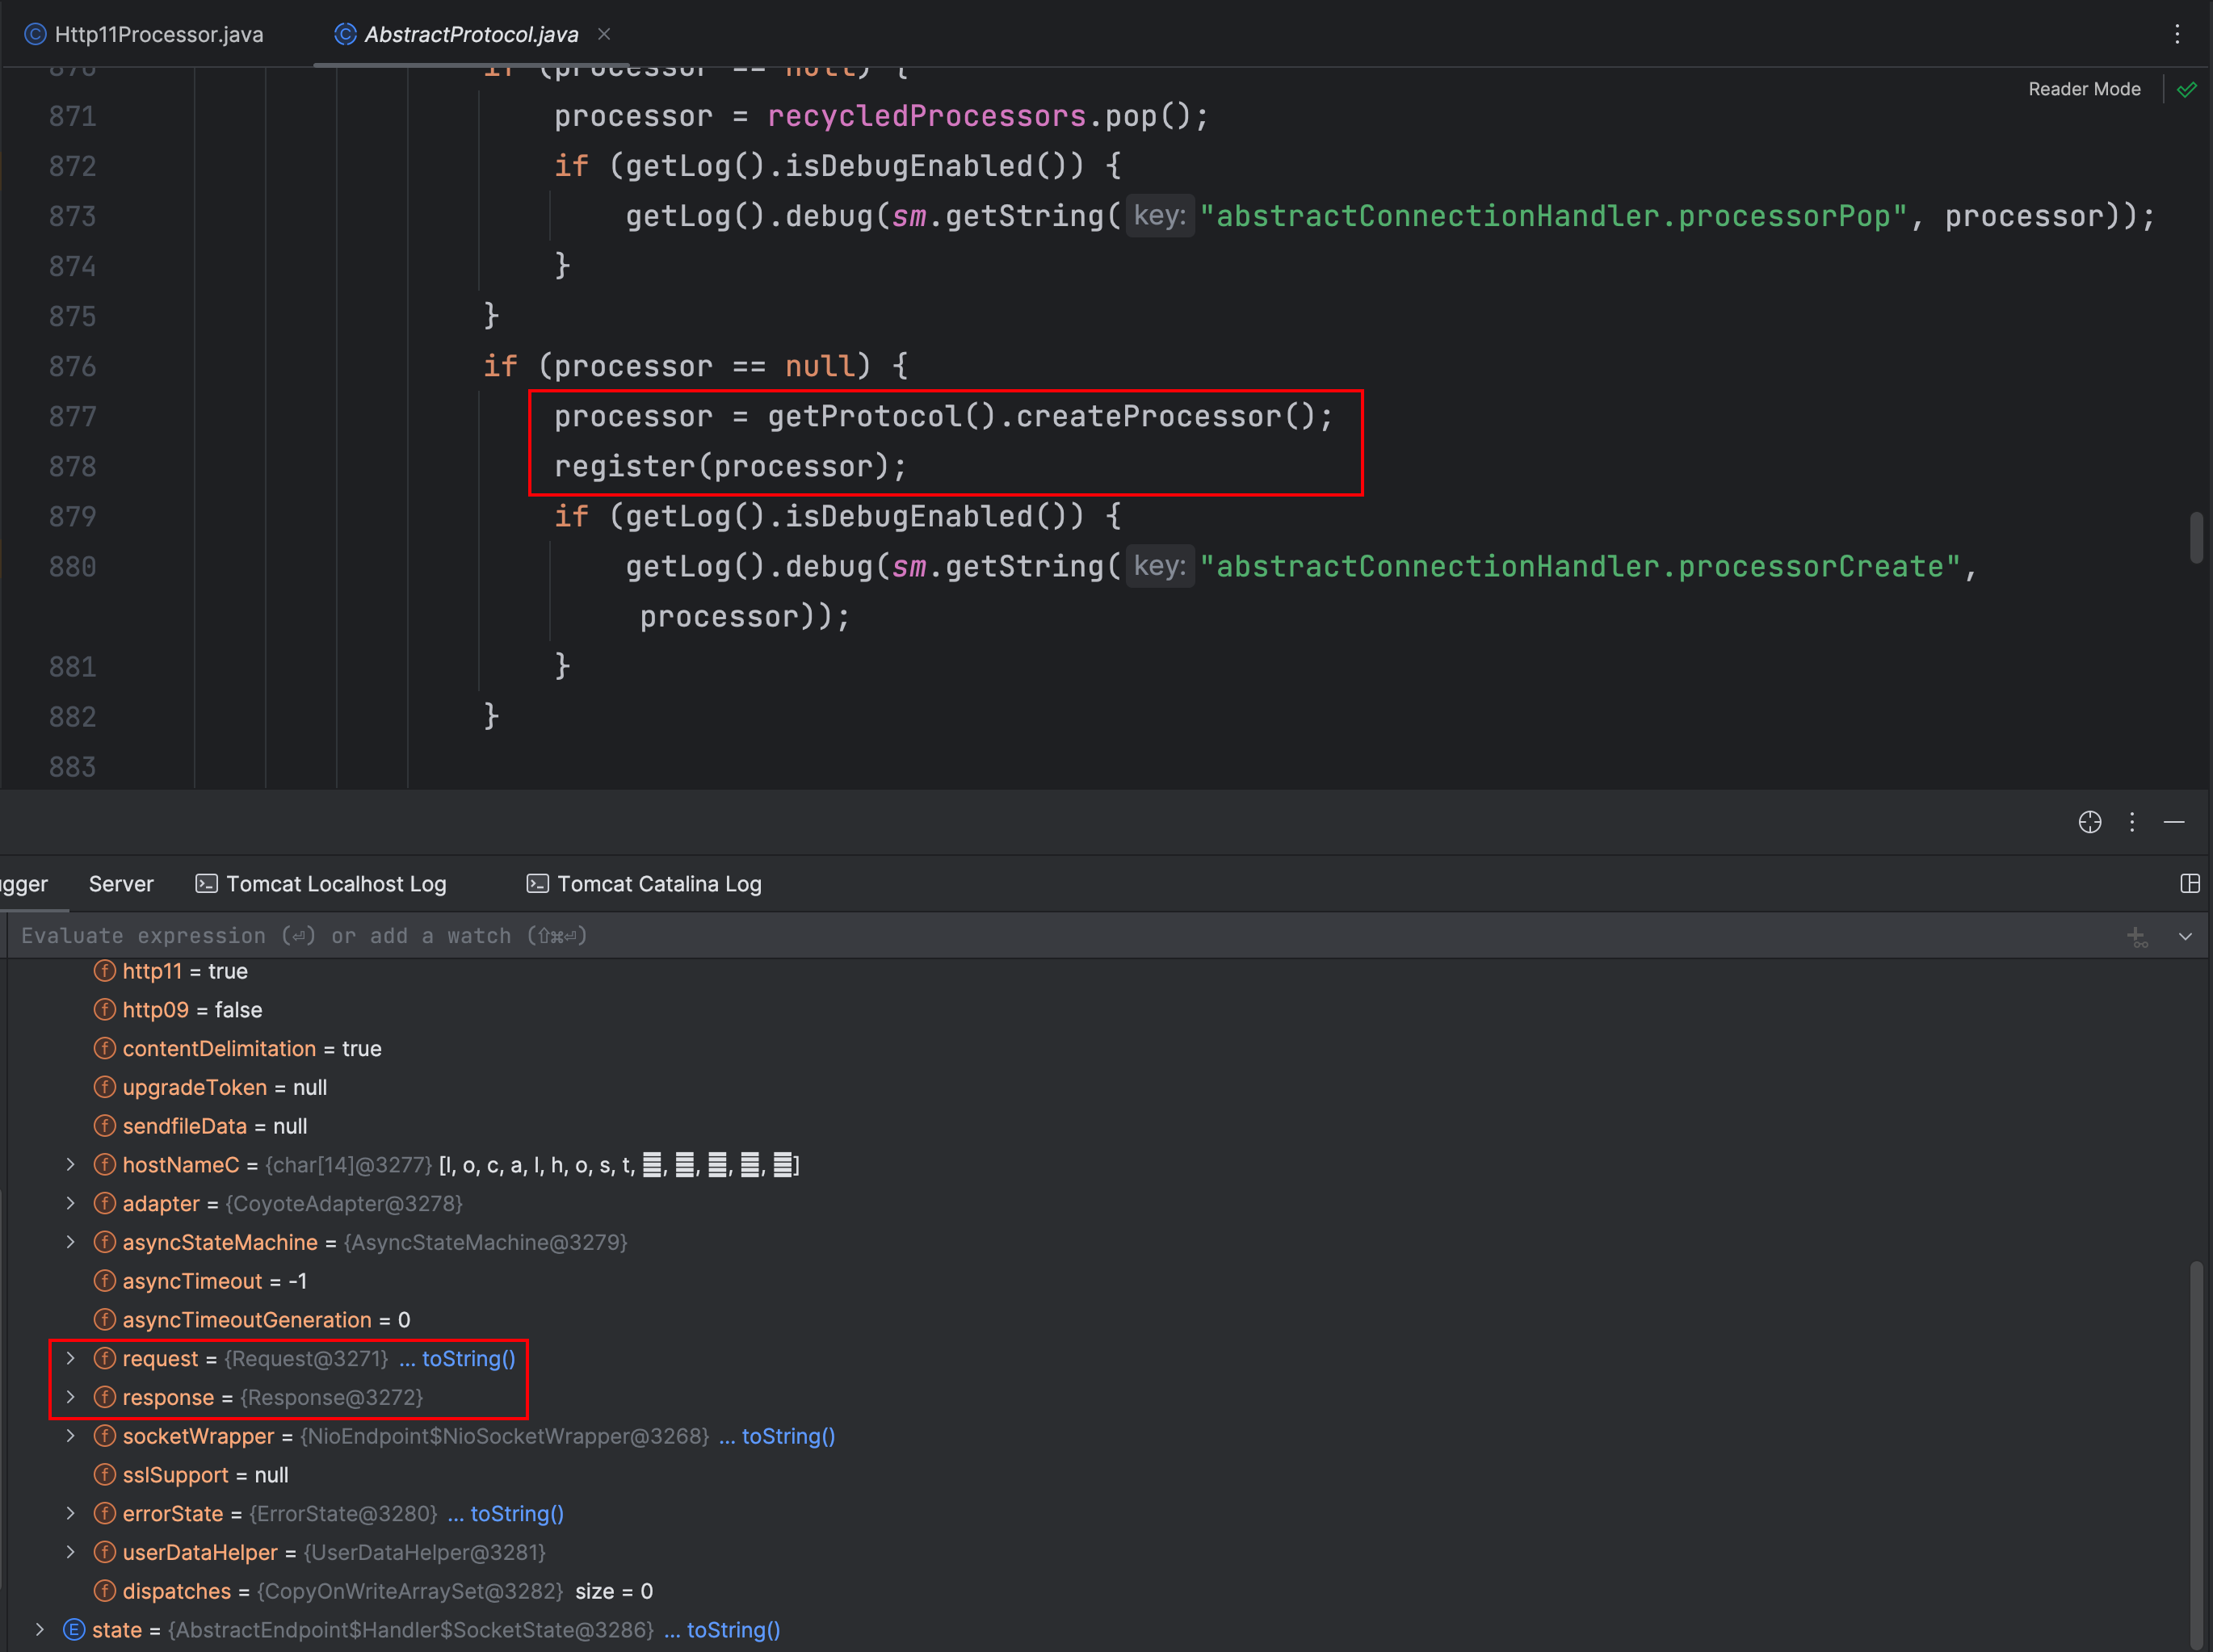 Http11Processor.java
AbstractProtocol.java
870 if (processor == null) {
Reader Mode
871 processor = recycledProcessors.pop();
872 if (getLog().isDebugEnabled()) {
873 getLog().debug(sm.getString( key: "abstractConnectionHandler.processorPop", processor));
874 }
875 }
876 if (processor == null) {
877 processor = getProtocol().createProcessor();
878 register(processor);
879 if (getLog().isDebugEnabled()) {
880 getLog().debug(sm.getString( key: "abstractConnectionHandler.processorCreate",
processor));
881 }
882 }
883
gger Server Tomcat Localhost Log Tomcat Catalina Log
Evaluate expression (⏎) or add a watch (⇧⌘⏎)
http11 = true
http09 = false
contentDelimitation = true
upgradeToken = null
sendfileData = null
hostNameC = {char[14]@3277} [l, o, c, a, l, h, o, s, t, , , , , ]
adapter = {CoyoteAdapter@3278}
asyncStateMachine = {AsyncStateMachine@3279}
asyncTimeout = -1
asyncTimeoutGeneration = 0
request = {Request@3271} ... toString()
response = {Response@3272}
socketWrapper = {NioEndpoint$NioSocketWrapper@3268} ... toString()
sslSupport = null
errorState = {ErrorState@3280} ... toString()
userDataHelper = {UserDataHelper@3281}
dispatches = {CopyOnWriteArraySet@3282} size = 0
state = {AbstractEndpoint$Handler$SocketState@3286} ... toString()